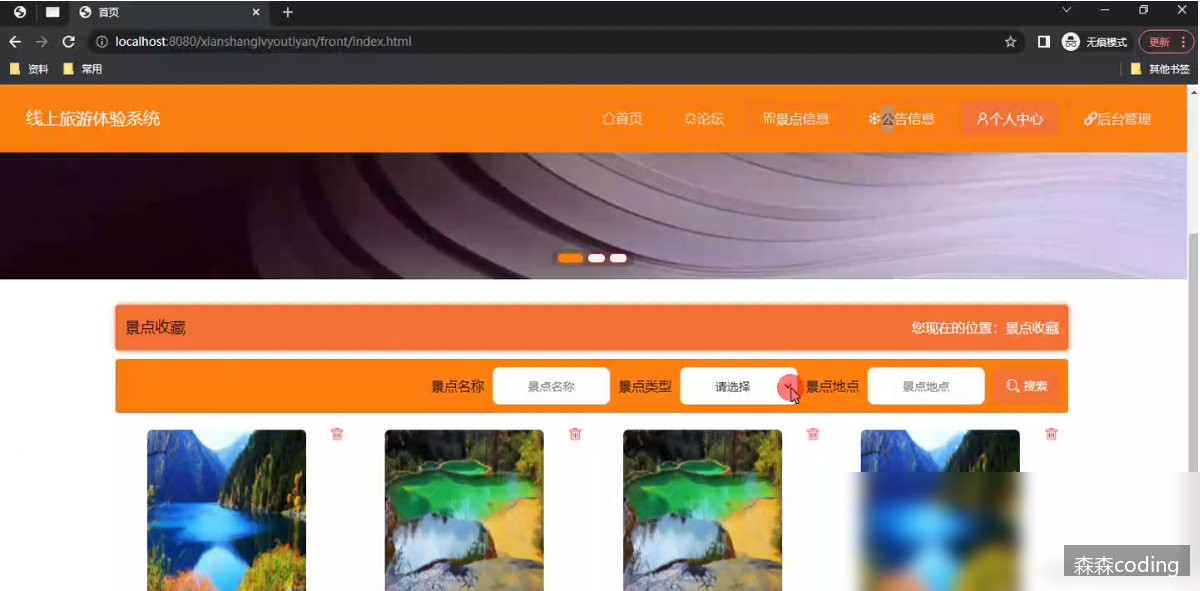 首页
localhost:8080/xianshanglvyoutiyan/front/index.html
无痕模式
更新
资料
常用
其他书签
线上旅游体验系统
首页
论坛
景点信息
公告信息
个人中心
后台管理
景点收藏
您现在的位置：景点收藏
景点名称
景点名称
景点类型
请选择
景点地点
景点地点
搜索
森森coding